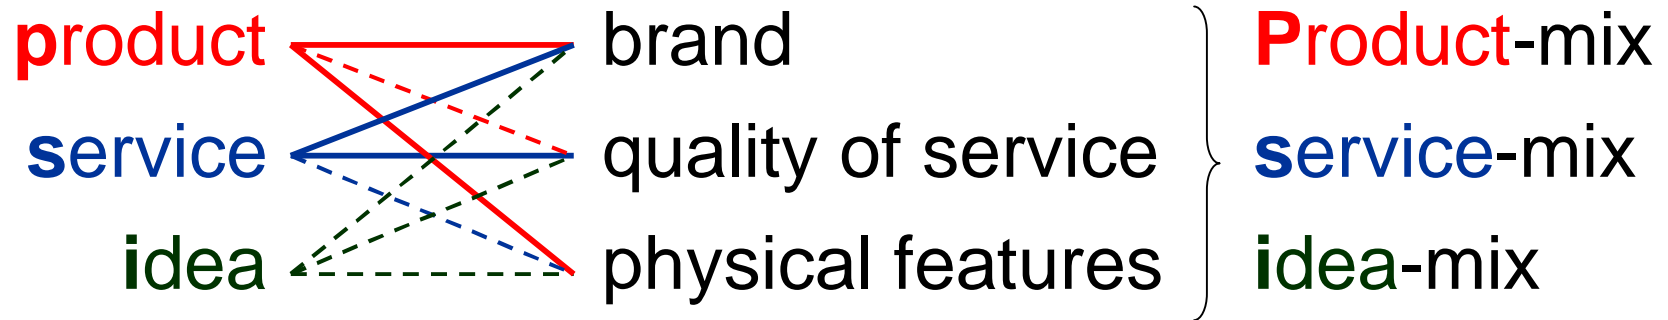 product brand Product-mix
service quality of service service-mix
idea physical features idea-mix